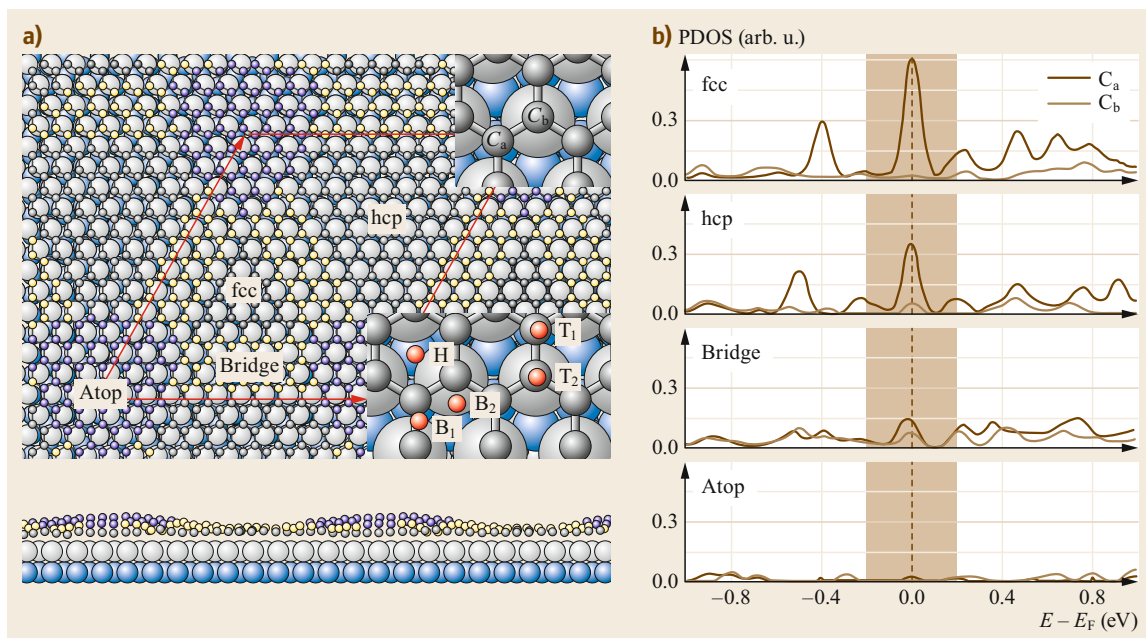 a)
C_b
C_a
hcp
fcc
Bridge
Atop
T_1
H
T_2
B_2
B_1
b) PDOS (arb. u.)
fcc
C_a
C_b
0.3
0.0
hcp
0.3
0.0
Bridge
0.3
0.0
Atop
0.3
0.0
−0.8 −0.4 0.0 0.4 0.8
E − E_F (eV)